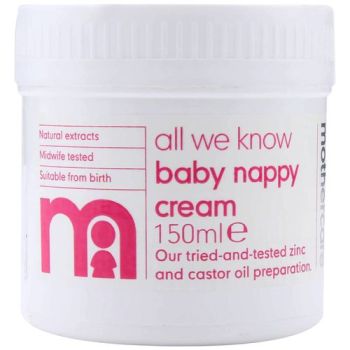 Natural extracts
Midwife tested
Suitable from birth
all we know
baby nappy
cream
150ml e
Our tried-and-tested zinc
and castor oil preparation.
mothercare